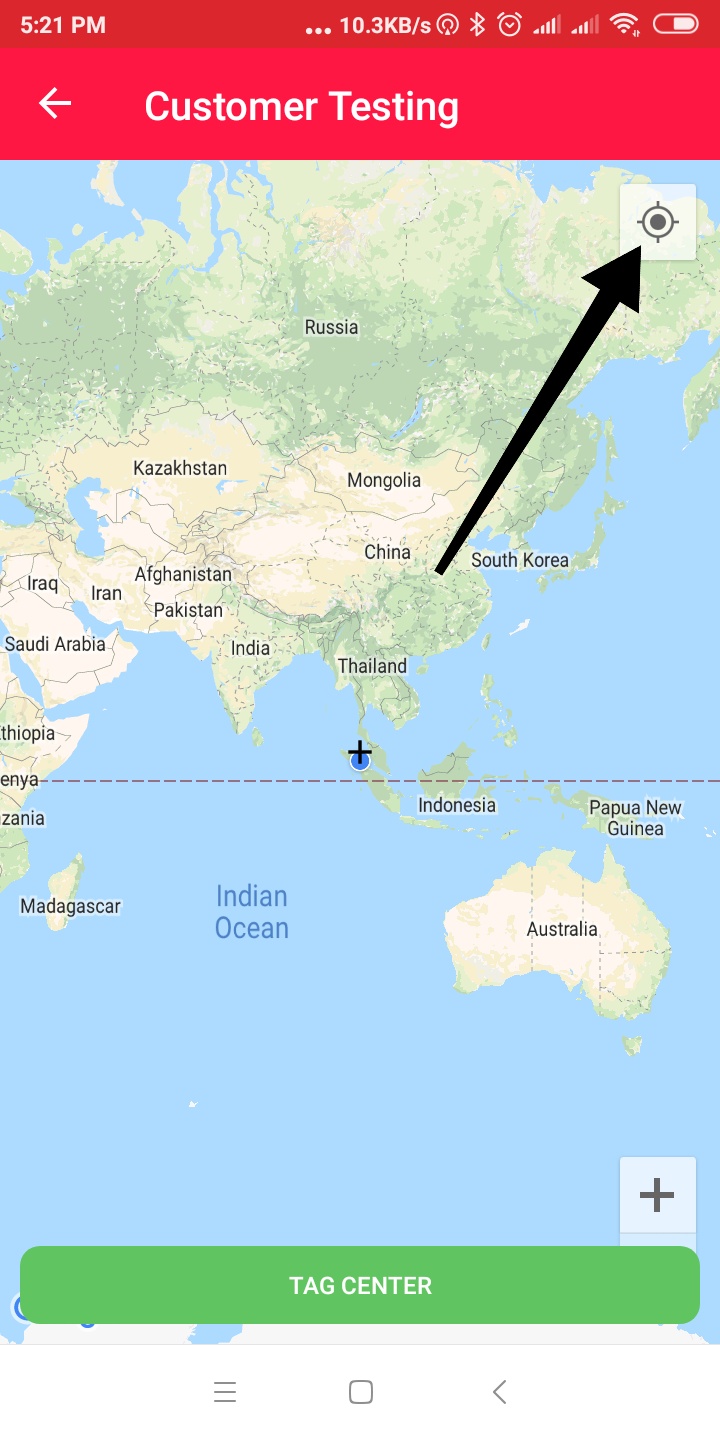 5:21 PM
... 10.3KB/s
Customer Testing
Russia
Kazakhstan
Mongolia
China
South Korea
Afghanistan
Iraq
Iran
Pakistan
Saudi Arabia
India
Thailand
thiopia
enya
Indonesia
Papua New
Guinea
zania
Madagascar
Indian
Ocean
Australia
TAG CENTER